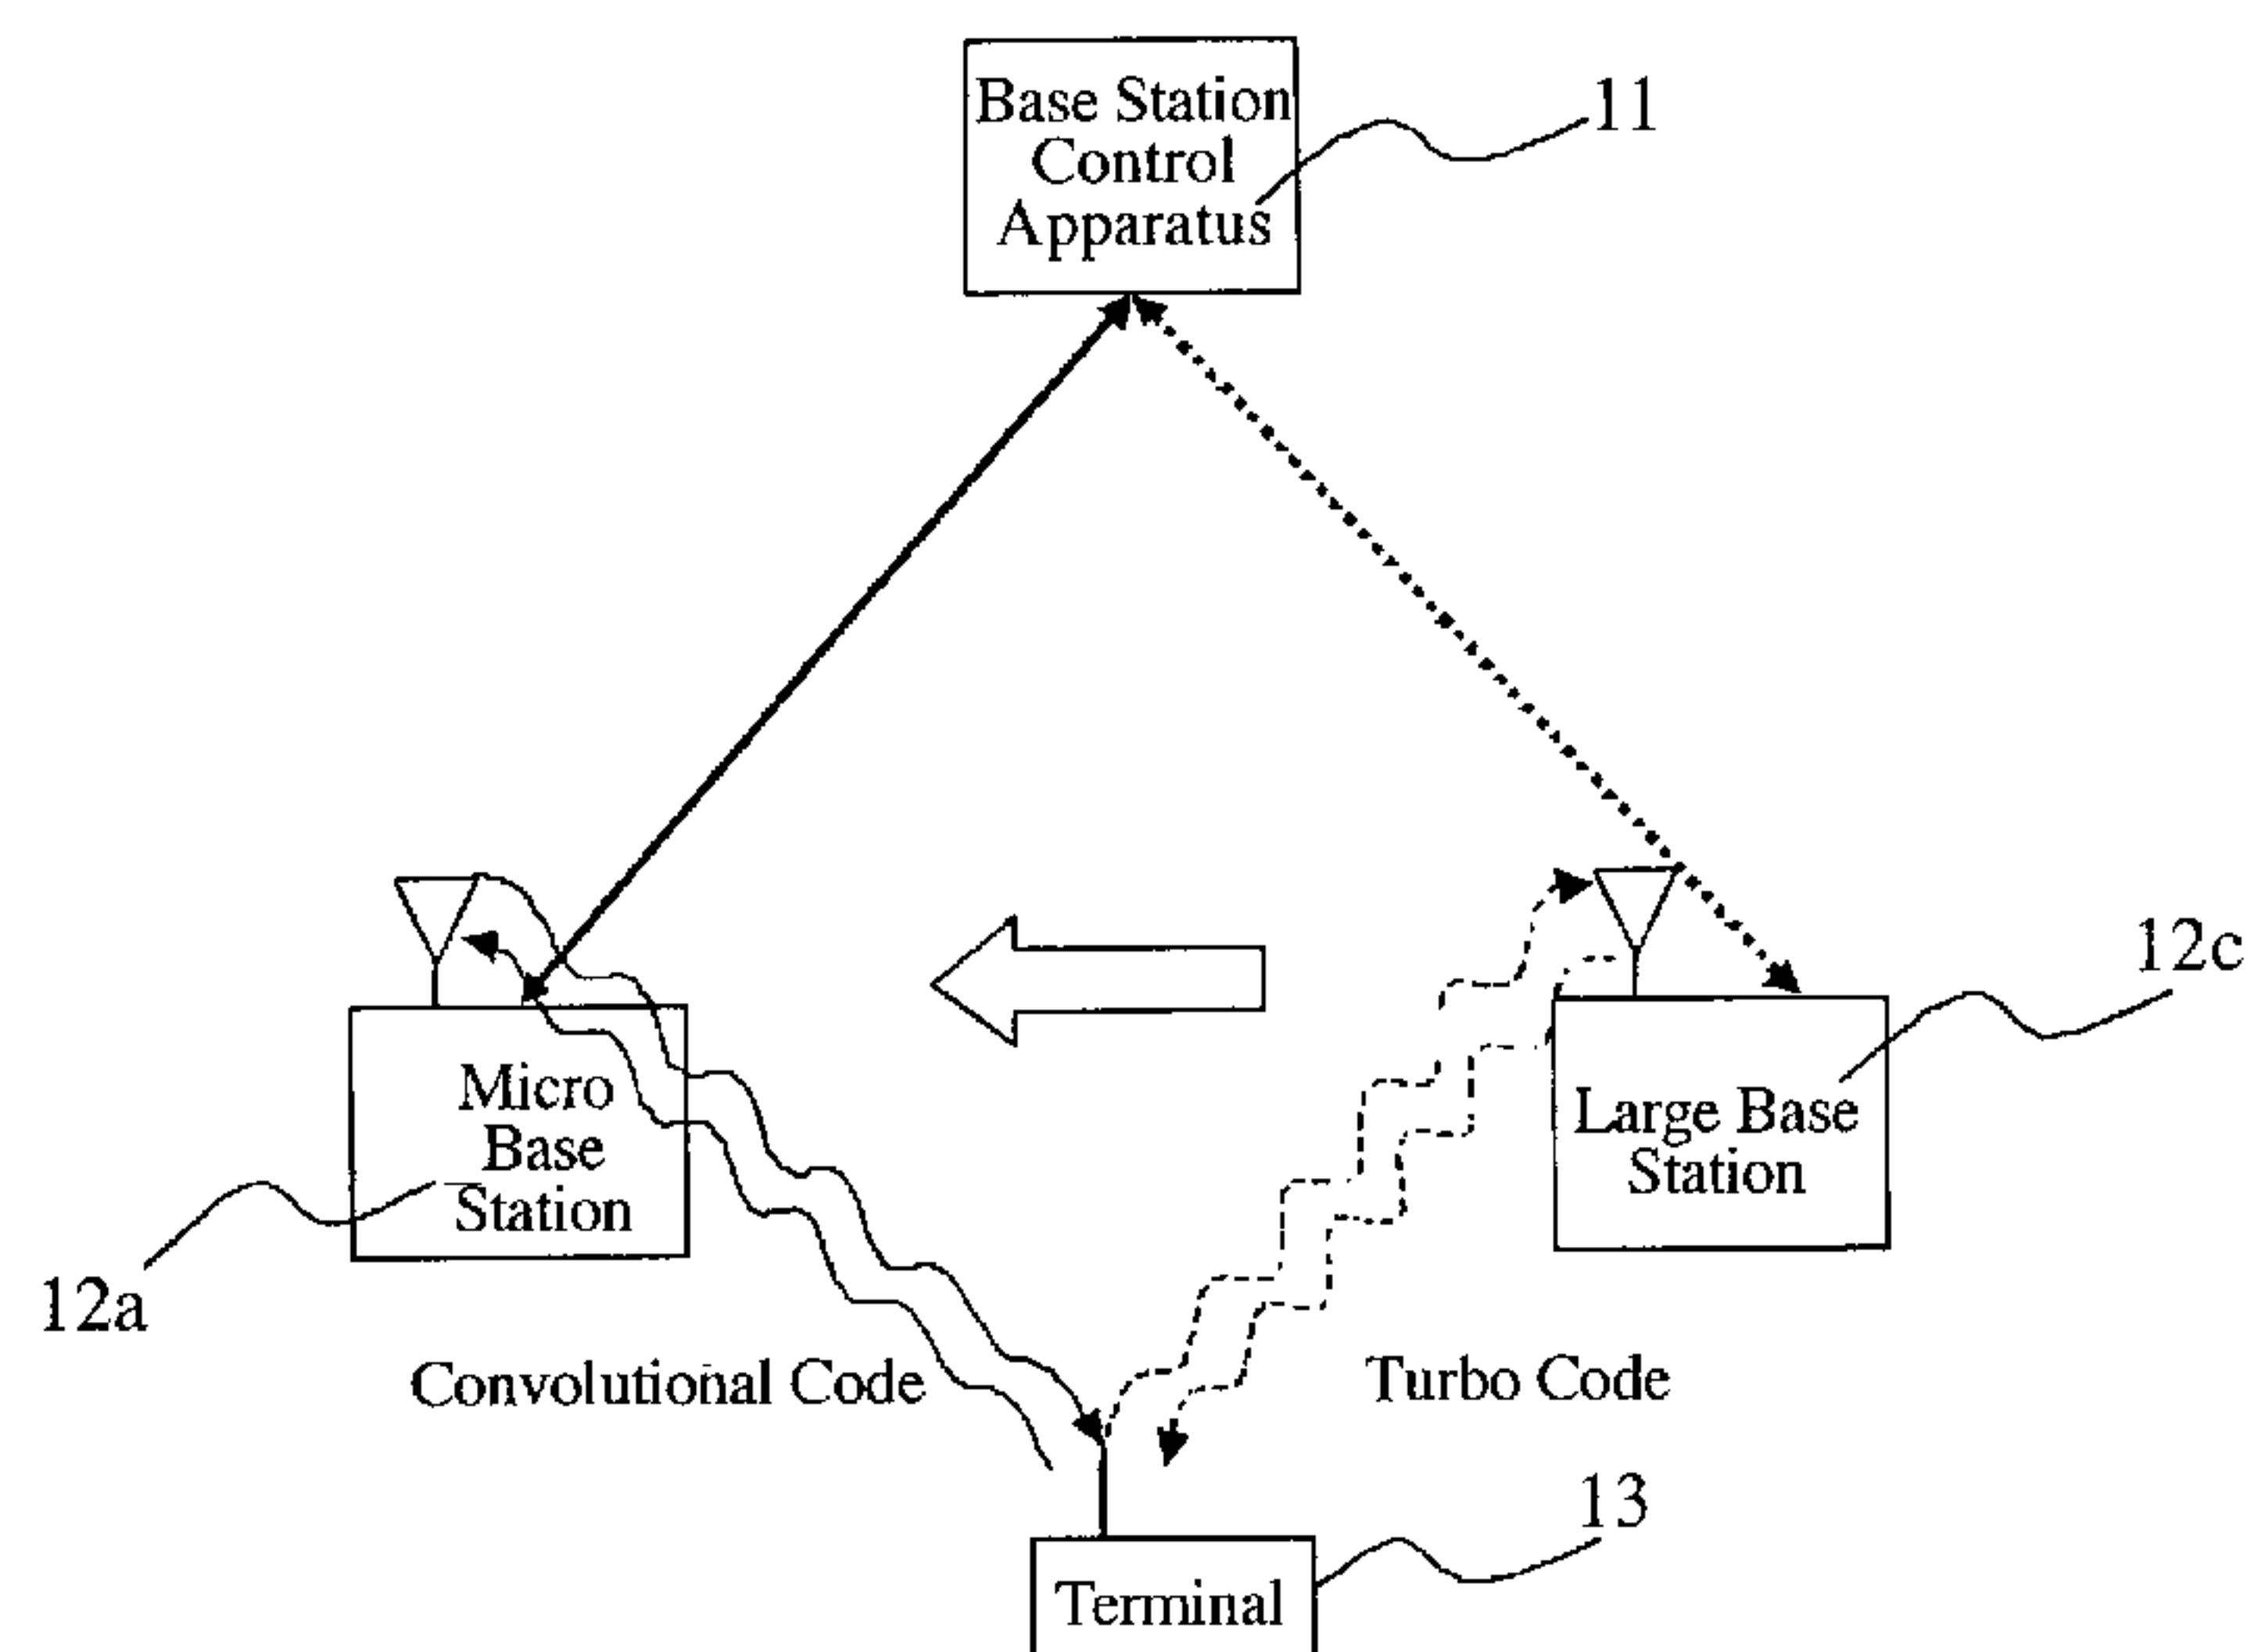 Base Station
Control
Apparatus
11
12c
Micro
Base
Station
Large Base
Station
12a
Convolutional Code
Turbo Code
13
Terminal